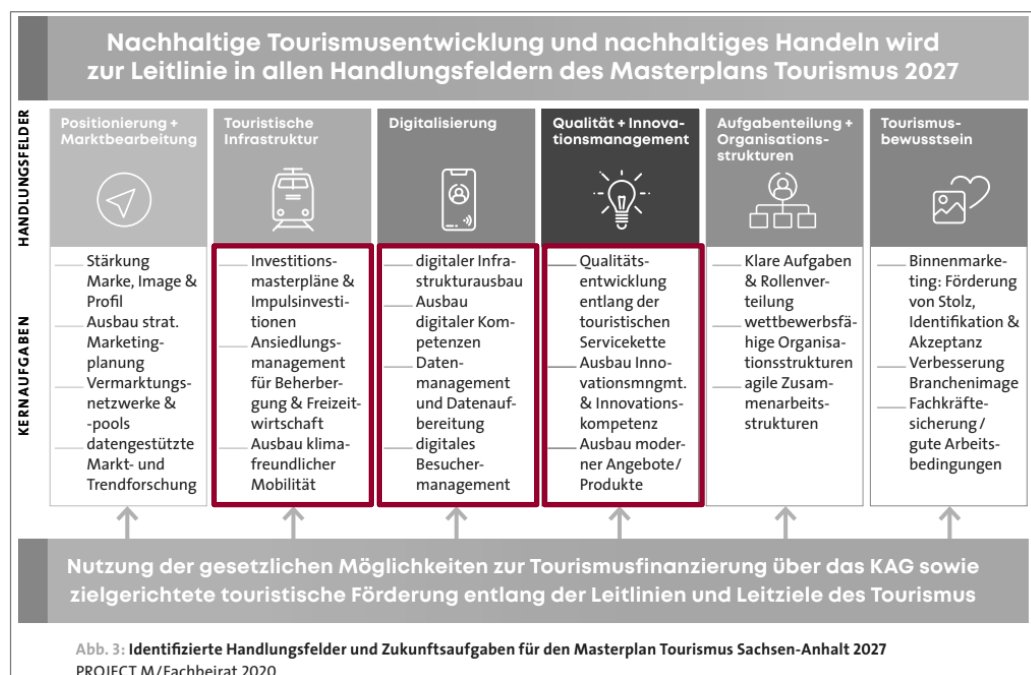 Nachhaltige Tourismusentwicklung und nachhaltiges Handeln wird
zur Leitlinie in allen Handlungsfeldern des Masterplans Tourismus 2027
HANDLUNGSFELDER
Positionierung +
Marktbearbeitung
Touristische
Infrastruktur
Digitalisierung
Qualität + Innova-
tionsmanagement
Aufgabenteilung +
Organisations-
strukturen
Tourismus-
bewusstsein
KERNAUFGABEN
Stärkung
Marke, Image &
Profil
Ausbau strat.
Marketing-
planung
Vermarktungs-
netzwerke &
-pools
datengestützte
Markt- und
Trendforschung
Investitions-
masterpläne &
Impulsinvesti-
tionen
Ansiedlungs-
management
für Beherber-
gung & Freizeit-
wirtschaft
Ausbau klima-
freundlicher
Mobilität
digitaler Infra-
strukturausbau
Ausbau
digitaler Kom-
petenzen
Daten-
management
und Datenauf-
bereitung
digitales
Besucher-
management
Qualitäts-
entwicklung
entlang der
touristischen
Servicekette
Ausbau Inno-
vationsmngmt.
& Innovations-
kompetenz
Ausbau moder-
ner Angebote/
Produkte
Klare Aufgaben
& Rollenver-
teilung
wettbewerbsfä-
hige Organisa-
tionsstrukturen
agile Zusam-
menarbeits-
strukturen
Binnenmarke-
ting: Förderung
von Stolz,
Identifikation &
Akzeptanz
Verbesserung
Branchenimage
Fachkräfte-
sicherung/
gute Arbeits-
bedingungen
Nutzung der gesetzlichen Möglichkeiten zur Tourismusfinanzierung über das KAG sowie
zielgerichtete touristische Förderung entlang der Leitlinien und Leitziele des Tourismus
Abb. 3: Identifizierte Handlungsfelder und Zukunftsaufgaben für den Masterplan Tourismus Sachsen-Anhalt 2027
PROJECT M/Fachbeirat 2020